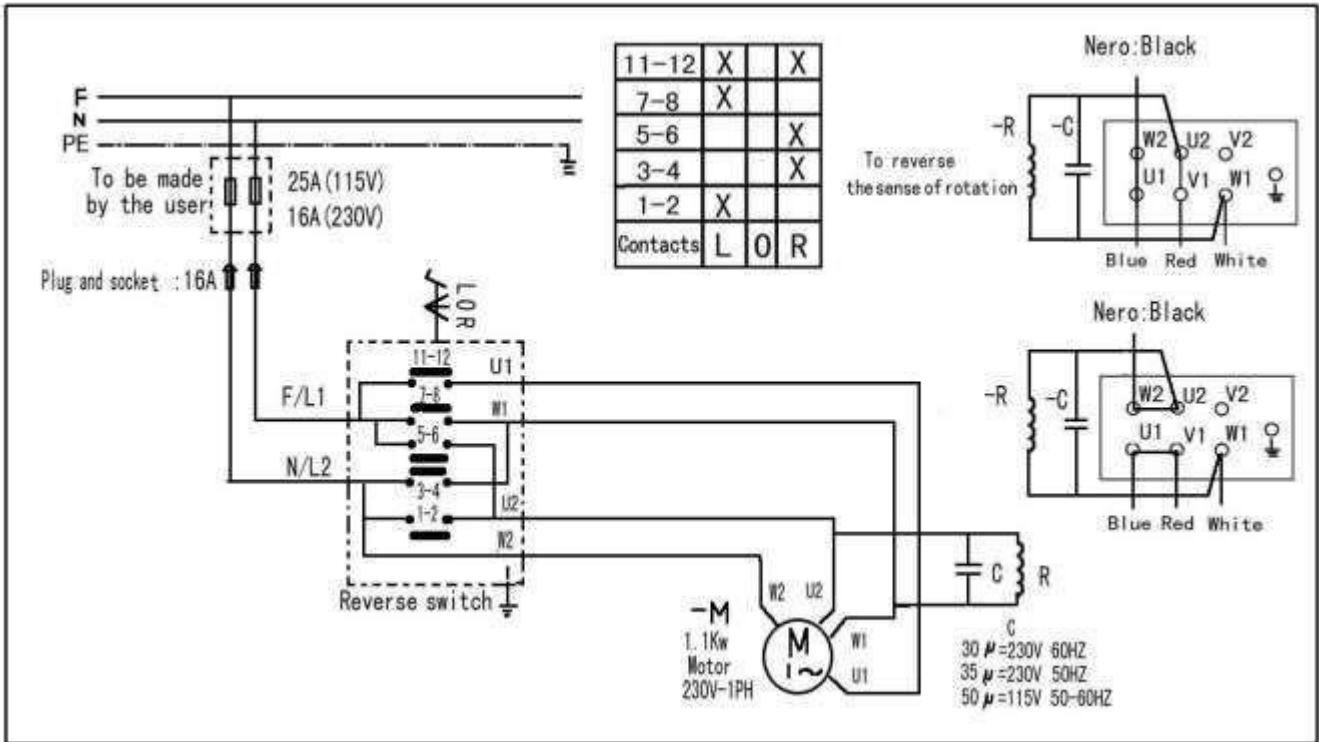 F
N
PE
To be made
by the user
25A(115V)
16A(230V)
Plug and socket :16A
11-12 X X
7-8 X
5-6 X
3-4 X
1-2 X
Contacts L O R
Nero:Black
-R
-C
W2 U2 V2
U1 V1 W1
To reverse
the sense of rotation
Blue Red White
Nero:Black
-R
-C
W2 U2 V2
U1 V1 W1
Blue Red White
L O R
11-12
U1
7-8
F/L1
W1
5-6
N/L2
3-4
U2
1-2
W2
Reverse switch
-M
1.1Kw
Motor
230V-1PH
W2 U2
M
1~
W1
U1
C
R
C
30 μ=230V 60HZ
35 μ=230V 50HZ
50 μ=115V 50-60HZ